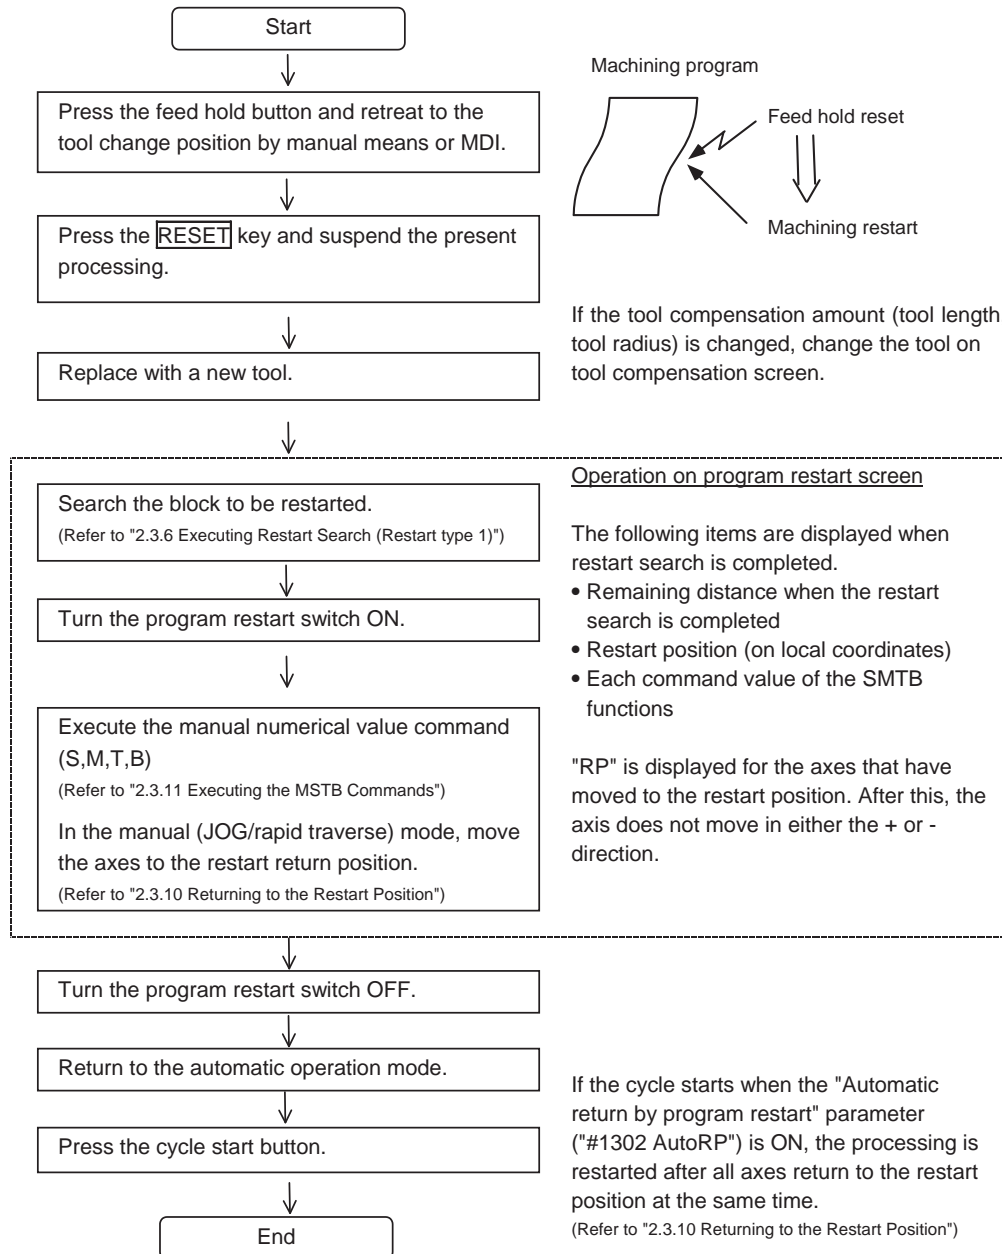 Start
Press the feed hold button and retreat to the
tool change position by manual means or MDI.
Machining program
Feed hold reset
Machining restart
Press the RESET key and suspend the present
processing.
Replace with a new tool.
If the tool compensation amount (tool length
tool radius) is changed, change the tool on
tool compensation screen.
Search the block to be restarted.
(Refer to "2.3.6 Executing Restart Search (Restart type 1)")
Turn the program restart switch ON.
Execute the manual numerical value command
(S,M,T,B)
(Refer to "2.3.11 Executing the MSTB Commands")
In the manual (JOG/rapid traverse) mode, move
the axes to the restart return position.
(Refer to "2.3.10 Returning to the Restart Position")
Operation on program restart screen
The following items are displayed when
restart search is completed.
• Remaining distance when the restart
search is completed
• Restart position (on local coordinates)
• Each command value of the SMTB
functions
"RP" is displayed for the axes that have
moved to the restart position. After this, the
axis does not move in either the + or -
direction.
Turn the program restart switch OFF.
Return to the automatic operation mode.
Press the cycle start button.
If the cycle starts when the "Automatic
return by program restart" parameter
("#1302 AutoRP") is ON, the processing is
restarted after all axes return to the restart
position at the same time.
(Refer to "2.3.10 Returning to the Restart Position")
End